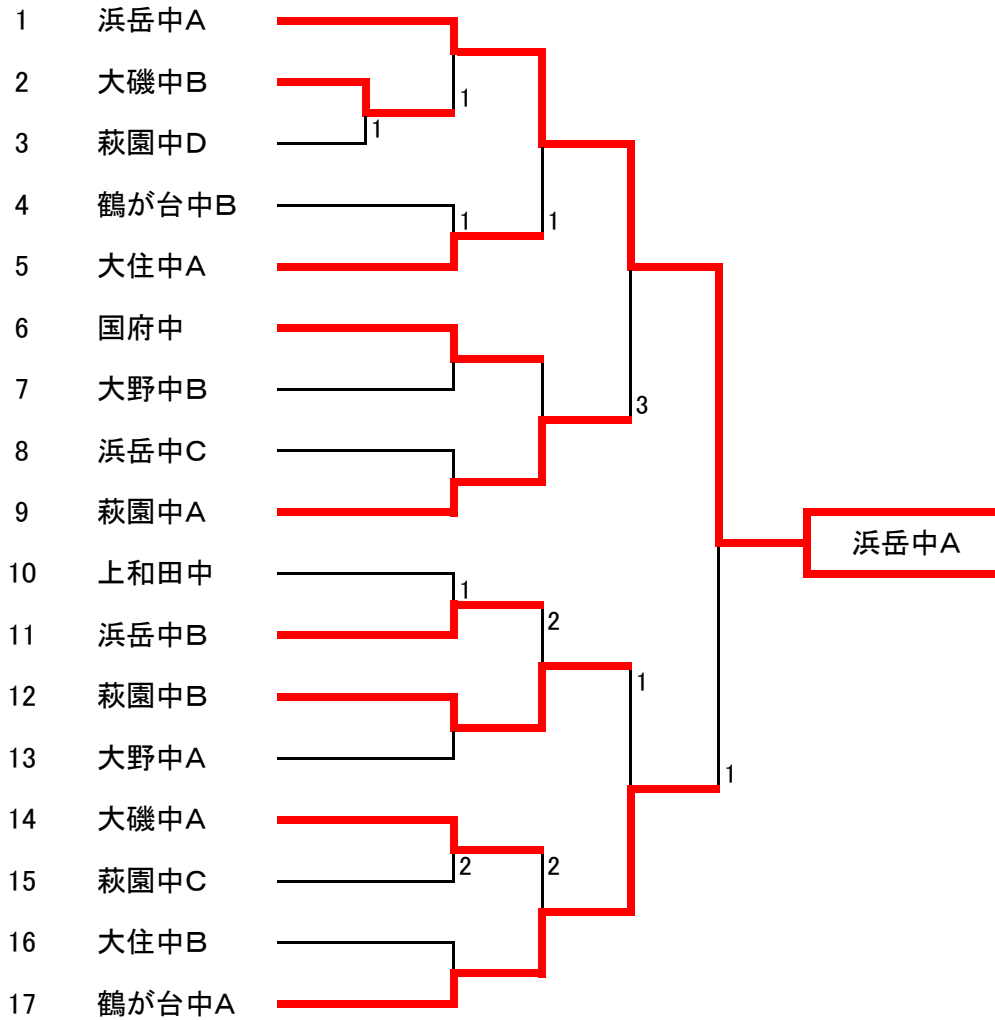 1 浜岳中A
2 大磯中B
1
1
3 萩園中D
4 鶴が台中B
1
1
5 大住中A
6 国府中
7 大野中B
3
8 浜岳中C
9 萩園中A
浜岳中A
10 上和田中
1
2
11 浜岳中B
12 萩園中B
1
13 大野中A
1
14 大磯中A
2
2
15 萩園中C
16 大住中B
17 鶴が台中A